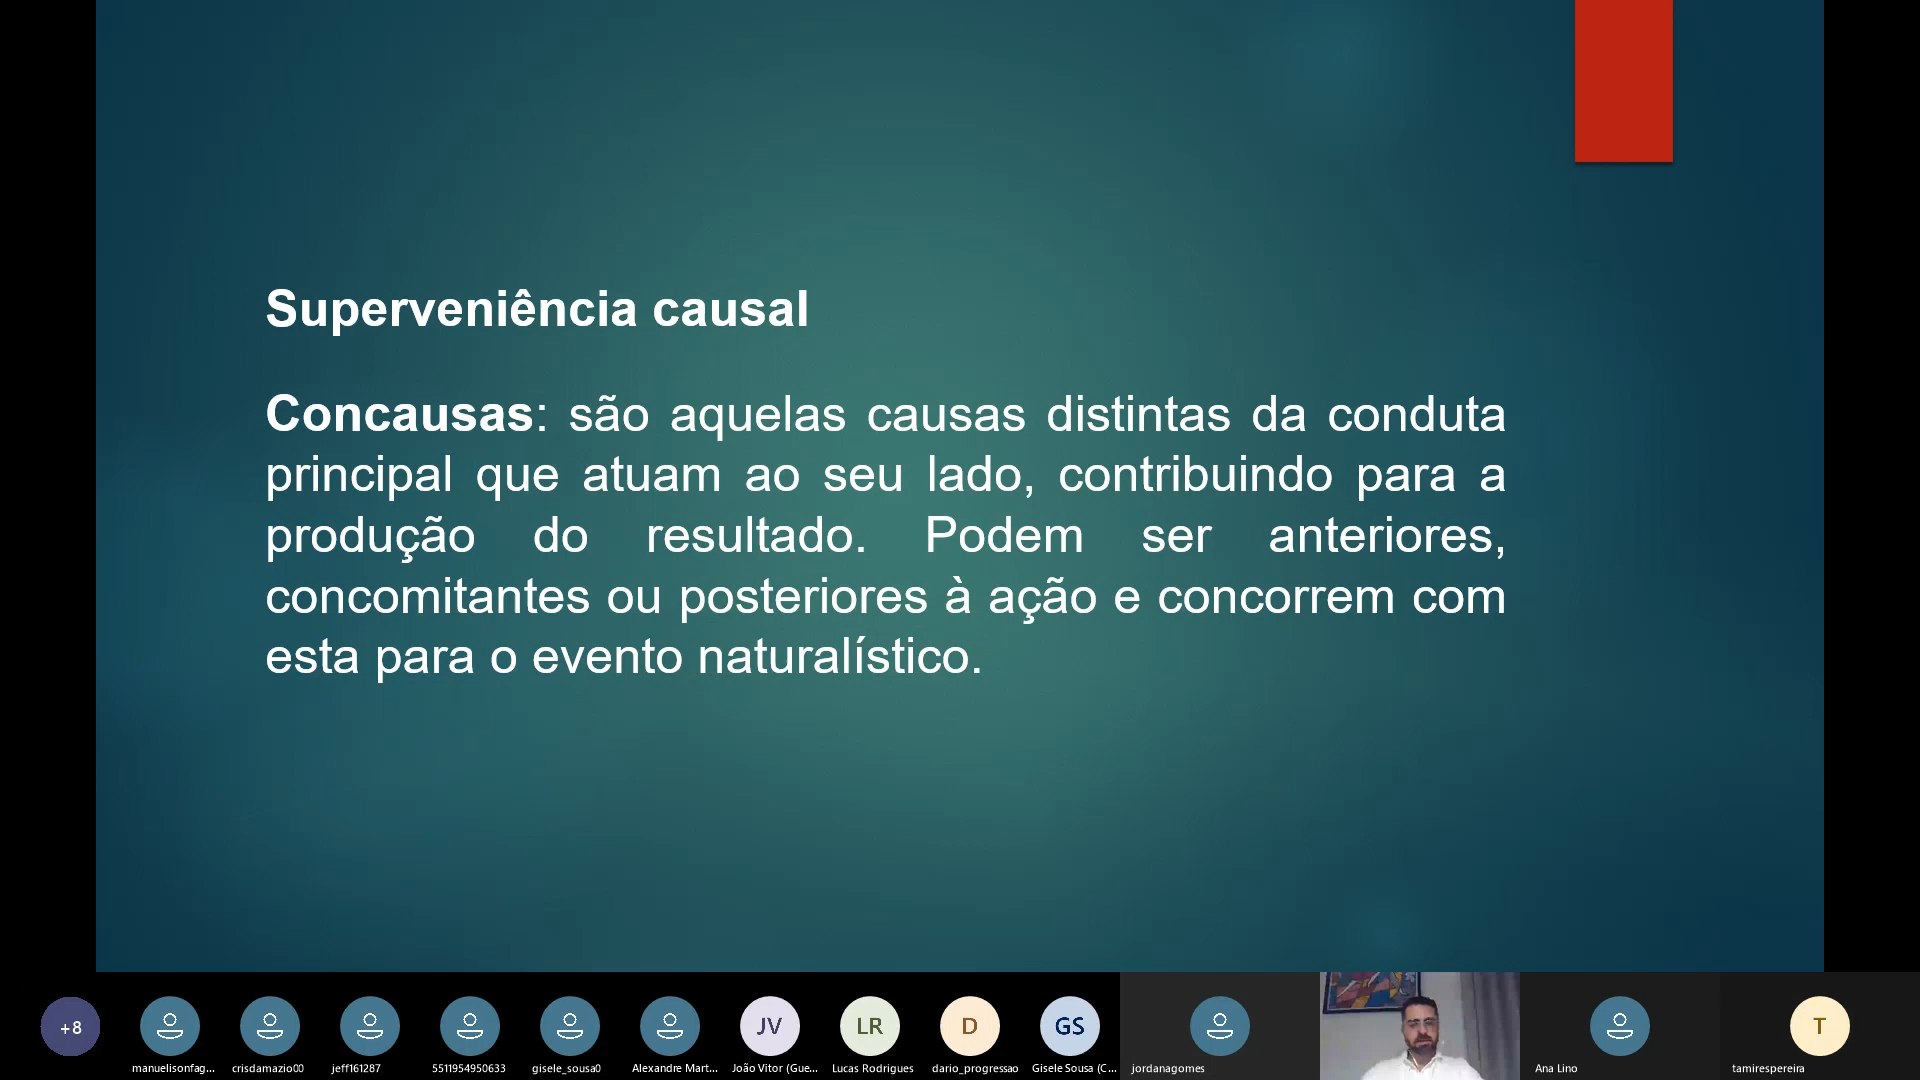 Superveniência causal
Concausas: são aquelas causas distintas da conduta
principal que atuam ao seu lado, contribuindo para a
produção do resultado. Podem ser anteriores,
concomitantes ou posteriores à ação e concorrem com
esta para o evento naturalístico.
+8
JV
LR
D
GS
T
manuelisonfag...
crisdamazio00
jeff161287
5511954950633
gisele_sousa0
Alexandre Mart...
João Vitor (Gue...
Lucas Rodrigues
dario_progressao
Gisele Sousa (C...
jordanagomes
Ana Lino
tamirespereira